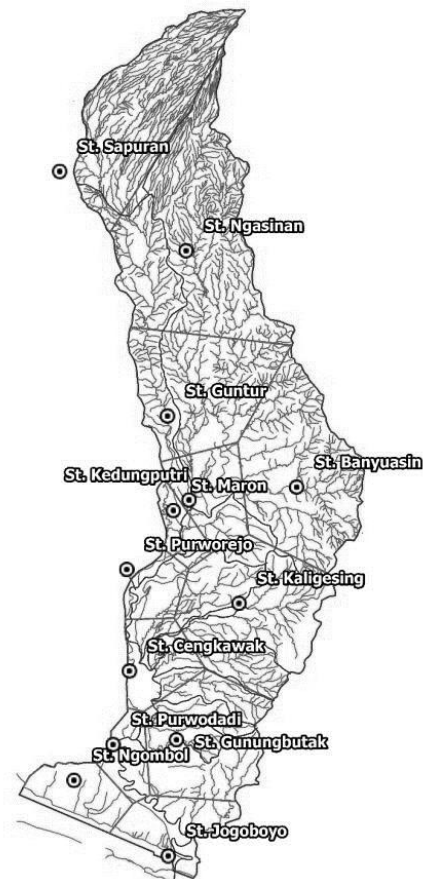 St. Sapuran
St. Ngasinan
St. Guntur
St. Banyuasin
St. Kedungputri
St. Maron
St. Purworejo
St. Kaligesing
St. Cengkawak
St. Purwodadi
St. Gunungbutak
St. Ngombol
St. Jogoboyo